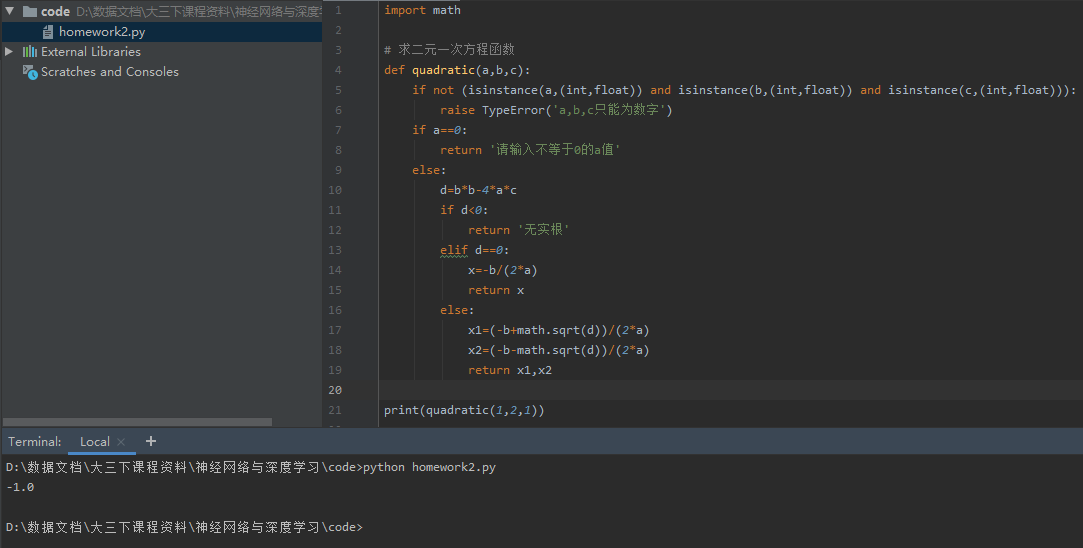 code D:\数据文档\大三下课程资料\神经网络与深度学
homework2.py
External Libraries
Scratches and Consoles
1 import math
2
3 # 求二元一次方程函数
4 def quadratic(a,b,c):
5 if not (isinstance(a,(int,float)) and isinstance(b,(int,float)) and isinstance(c,(int,float))):
6 raise TypeError('a,b,c只能为数字')
7 if a==0:
8 return '请输入不等于0的a值'
9 else:
10 d=b*b-4*a*c
11 if d<0:
12 return '无实根'
13 elif d==0:
14 x=-b/(2*a)
15 return x
16 else:
17 x1=(-b+math.sqrt(d))/(2*a)
18 x2=(-b-math.sqrt(d))/(2*a)
19 return x1,x2
20
21 print(quadratic(1,2,1))
Terminal: Local × +
D:\数据文档\大三下课程资料\神经网络与深度学习\code>python homework2.py
-1.0
D:\数据文档\大三下课程资料\神经网络与深度学习\code>